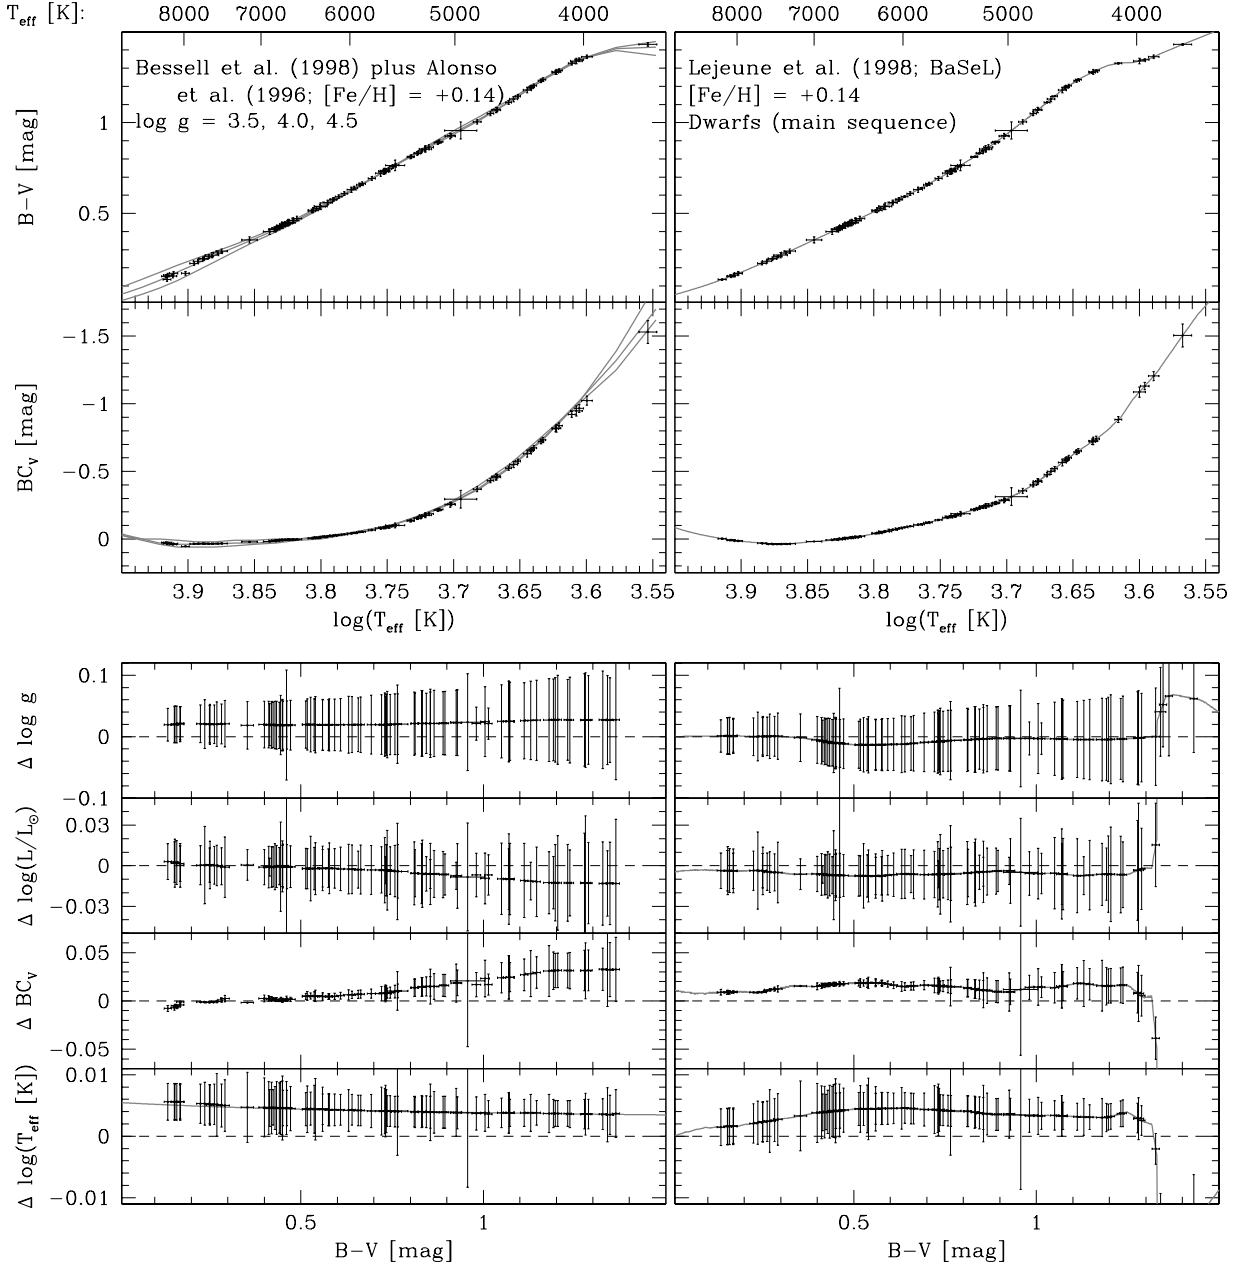 T_eff [K]: 8000 7000 6000 5000 4000 8000 7000 6000 5000 4000
Bessell et al. (1998) plus Alonso
et al. (1996; [Fe/H] = +0.14)
log g = 3.5, 4.0, 4.5
Lejeune et al. (1998; BaSeL)
[Fe/H] = +0.14
Dwarfs (main sequence)
B−V [mag]
1
0.5
BC_V [mag]
−1.5
−1
−0.5
0
3.9 3.85 3.8 3.75 3.7 3.65 3.6 3.55 3.9 3.85 3.8 3.75 3.7 3.65 3.6 3.55
log(T_eff [K]) log(T_eff [K])
Δ log g
0.1
0
−0.1
Δ log(L/L_⊙)
0.03
0
−0.03
Δ BC_V
0.05
0
−0.05
Δ log(T_eff [K])
0.01
0
−0.01
0.5 1 0.5 1
B−V [mag] B−V [mag]